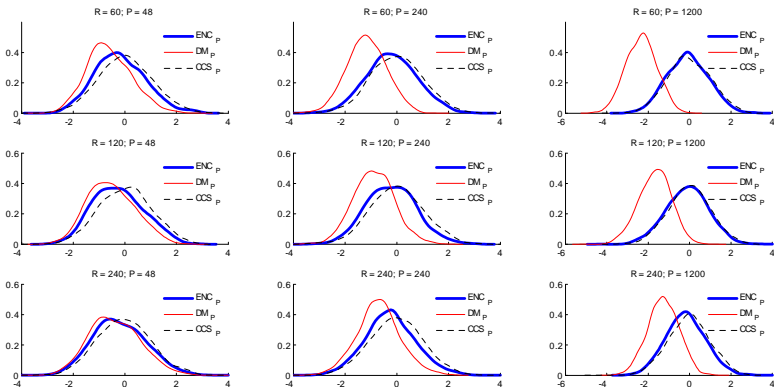 R = 60; P = 48
ENC P
DM P
CCS P
0.4
0.2
0
-4 -2 0 2 4
R = 60; P = 240
ENC P
DM P
CCS P
0.4
0.2
0
-4 -2 0 2 4
R = 60; P = 1200
ENC P
DM P
CCS P
0.4
0.2
0
-6 -4 -2 0 2 4
R = 120; P = 48
ENC P
DM P
CCS P
0.6
0.4
0.2
0
-4 -2 0 2 4
R = 120; P = 240
ENC P
DM P
CCS P
0.6
0.4
0.2
0
-4 -2 0 2 4
R = 120; P = 1200
ENC P
DM P
CCS P
0.6
0.4
0.2
0
-6 -4 -2 0 2 4
R = 240; P = 48
ENC P
DM P
CCS P
0.6
0.4
0.2
0
-4 -2 0 2 4
R = 240; P = 240
ENC P
DM P
CCS P
0.6
0.4
0.2
0
-4 -2 0 2 4
R = 240; P = 1200
ENC P
DM P
CCS P
0.6
0.4
0.2
0
-6 -4 -2 0 2 4